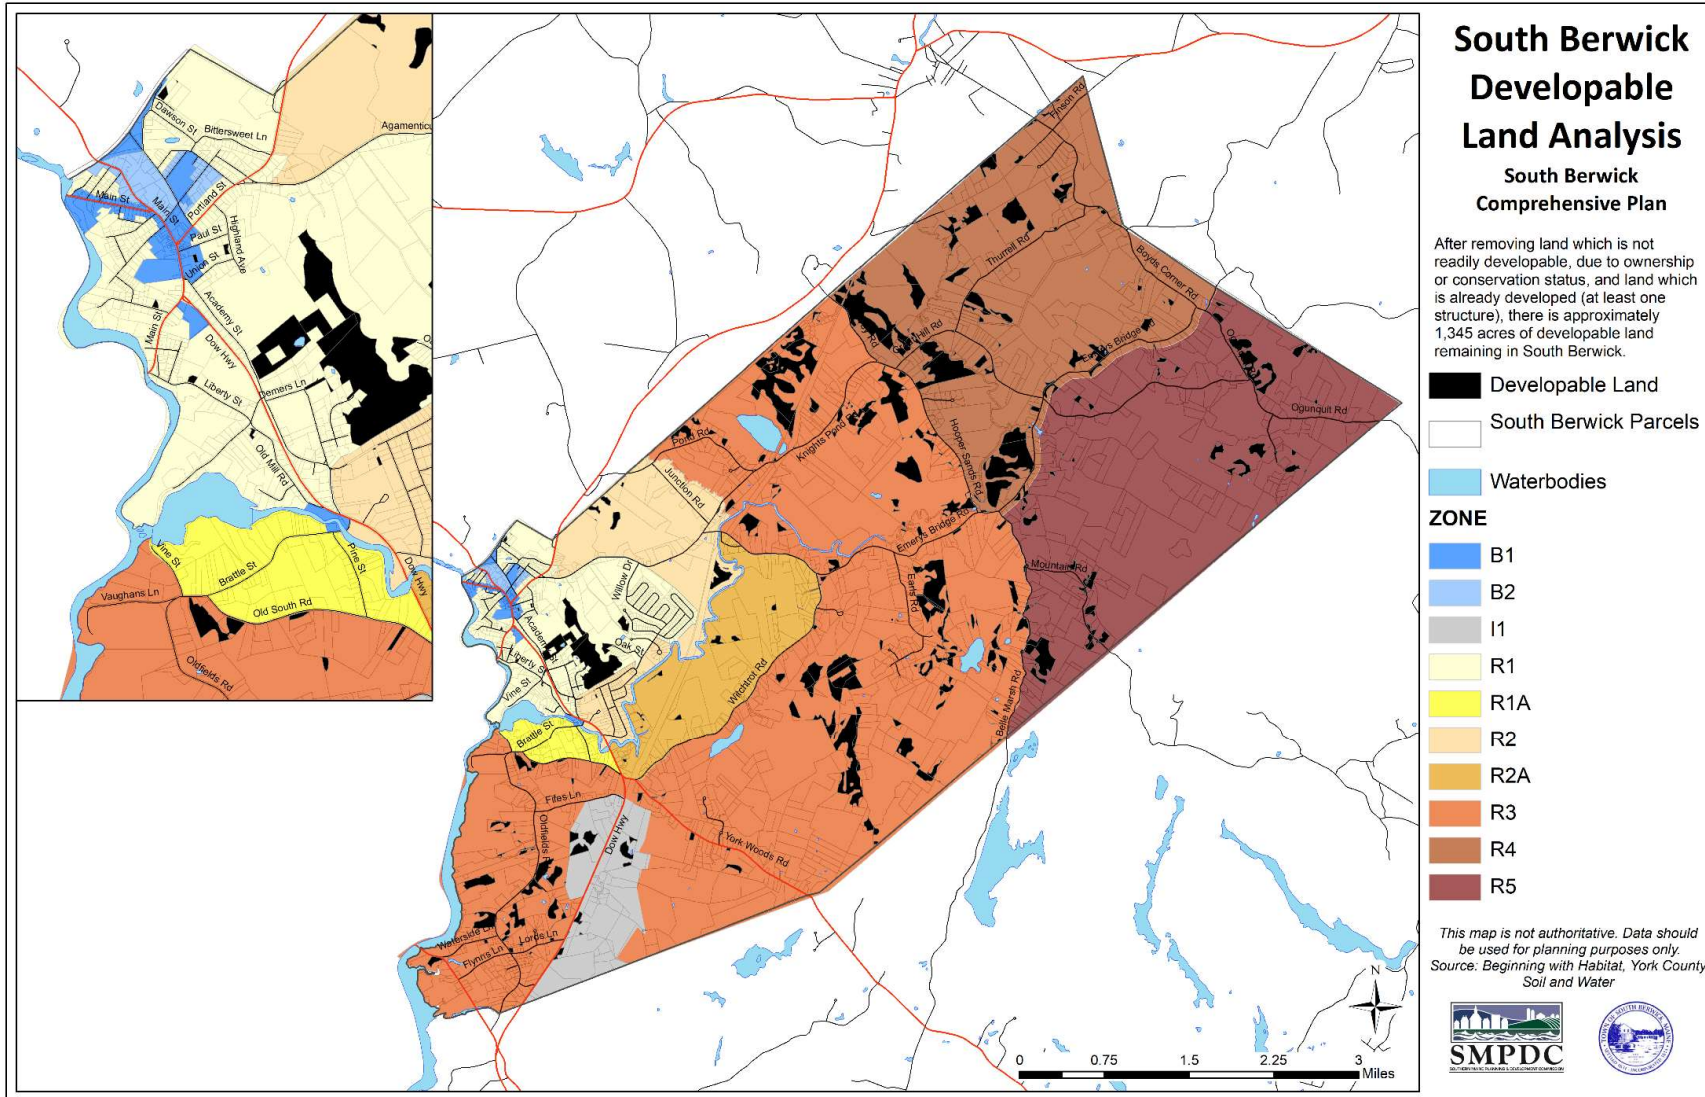 South Berwick
Developable
Land Analysis
South Berwick
Comprehensive Plan
After removing land which is not
readily developable, due to ownership
or conservation status, and land which
is already developed (at least one
structure), there is approximately
1,345 acres of developable land
remaining in South Berwick.
Developable Land
South Berwick Parcels
Waterbodies
ZONE
B1
B2
I1
R1
R1A
R2
R2A
R3
R4
R5
This map is not authoritative. Data should
be used for planning purposes only.
Source: Beginning with Habitat, York County
Soil and Water
SMPDC
SOUTHERN MAINE PLANNING & DEVELOPMENT COMMISSION
N
0 0.75 1.5 2.25 3
Miles
Dawson St
Bittersweet Ln
Agamentic
Main St
Main St
Portland St
Highland Ave
Paul St
Union St
Academy St
Main St
Dow Hwy
Liberty St
Demers Ln
Old Mill Rd
Vine St
Brattle St
Pine St
Dow Hwy
Vaughans Ln
Old South Rd
Oldfields Rd
Thurrell Rd
Boyds Corner Rd
Emerys Bridge Rd
Ogunquit Rd
Hooper Sands Rd
Knights Pond
Pond Rd
Junction Rd
Emerys Bridge Rd
Mountain Rd
Earls Rd
Willow Dr
Academy St
Oak St
Liberty St
Vine St
Witchtrot Rd
Brattle St
Belle Marsh Rd
Fifes Ln
Oldfields R
Dow Hwy
York Woods Rd
Waterside Ln
Lords Ln
Flynns Ln